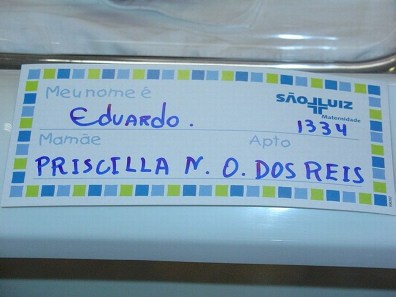 Meu nome é
SÃO LUIZ
Maternidade
EDUARDO.
1334
Mamãe Apto
PRISCILLA N. O. DOS REIS